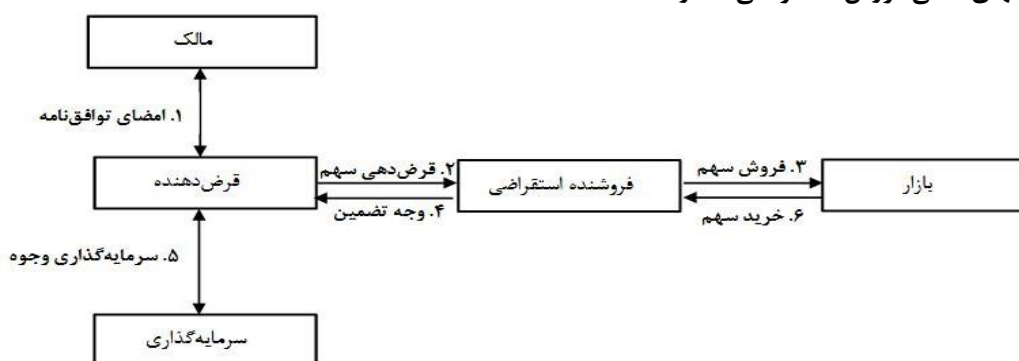 مالک
۱. امضای توافق‌نامه
قرض‌دهنده
۲. قرض‌دهی سهم
۴. وجه تضمین
فروشنده استقراضی
۳. فروش سهم
۶. خرید سهم
بازار
۵. سرمایه‌گذاری وجوه
سرمایه‌گذاری